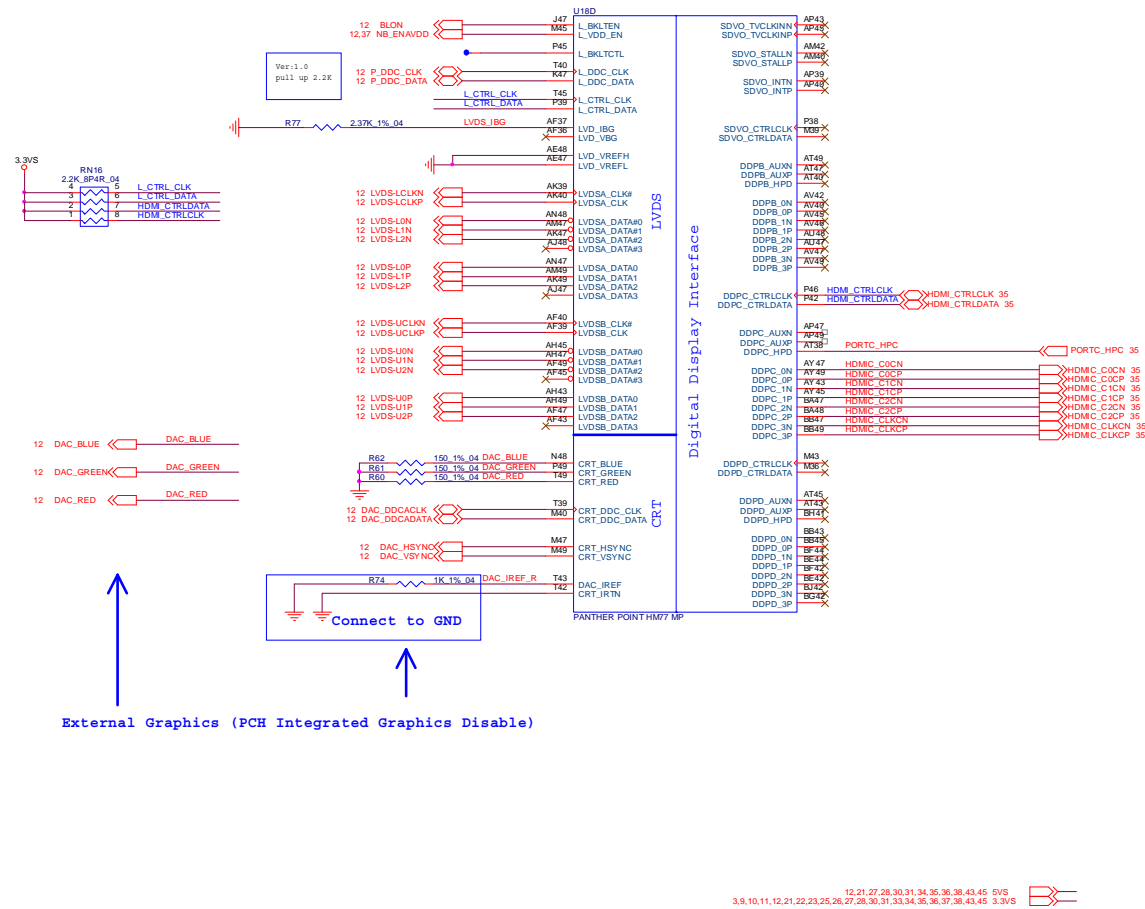 U18D
12 BLON
J47 L_BKLTEN
12,37 NB_ENAVDD
M45 L_VDD_EN
P45 L_BKLTCTL
Ver:1.0
pull up 2.2K
12 P_DDC_CLK
T40 L_DDC_CLK
12 P_DDC_DATA
K47 L_DDC_DATA
L_CTRL_CLK
T45 L_CTRL_CLK
L_CTRL_DATA
P39 L_CTRL_DATA
R77 2.37K_1%_04 LVDS_IBG
AF37 LVD_IBG
AF36 LVD_VBG
AE48 LVD_VREFH
AE47 LVD_VREFL
3.3VS
RN16
2.2K_8P4R_04
4 5 L_CTRL_CLK
3 6 L_CTRL_DATA
2 7 HDMI_CTRLDATA
1 8 HDMI_CTRLCLK
12 LVDS-LCLKN AK39 LVDSA_CLK#
12 LVDS-LCLKP AK40 LVDSA_CLK
12 LVDS-L0N AN48 LVDSA_DATA#0
12 LVDS-L1N AM47 LVDSA_DATA#1
12 LVDS-L2N AK47 LVDSA_DATA#2
AJ48 LVDSA_DATA#3
12 LVDS-L0P AN47 LVDSA_DATA0
12 LVDS-L1P AM49 LVDSA_DATA1
12 LVDS-L2P AK49 LVDSA_DATA2
AJ47 LVDSA_DATA3
12 LVDS-UCLKN AF40 LVDSB_CLK#
12 LVDS-UCLKP AF39 LVDSB_CLK
12 LVDS-U0N AH45 LVDSB_DATA#0
12 LVDS-U1N AH47 LVDSB_DATA#1
12 LVDS-U2N AF49 LVDSB_DATA#2
AF45 LVDSB_DATA#3
12 LVDS-U0P AH43 LVDSB_DATA0
12 LVDS-U1P AH49 LVDSB_DATA1
12 LVDS-U2P AF47 LVDSB_DATA2
AF43 LVDSB_DATA3
LVDS
12 DAC_BLUE DAC_BLUE
12 DAC_GREEN DAC_GREEN
12 DAC_RED DAC_RED
R62 150_1%_04 DAC_BLUE N48 CRT_BLUE
R61 150_1%_04 DAC_GREEN P49 CRT_GREEN
R60 150_1%_04 DAC_RED T49 CRT_RED
12 DAC_DDCACLK T39 CRT_DDC_CLK
12 DAC_DDCADATA M40 CRT_DDC_DATA
12 DAC_HSYNC M47 CRT_HSYNC
12 DAC_VSYNC M49 CRT_VSYNC
R74 1K_1%_04 DAC_IREF_R T43 DAC_IREF
T42 CRT_IRTN
CRT
Connect to GND
PANTHER POINT HM77 MP
External Graphics (PCH Integrated Graphics Disable)
Digital Display Interface
SDVO_TVCLKINN AP43
SDVO_TVCLKINP AP45
SDVO_STALLN AM42
SDVO_STALLP AM40
SDVO_INTN AP39
SDVO_INTP AP40
SDVO_CTRLCLK P38
SDVO_CTRLDATA M39
DDPB_AUXN AT49
DDPB_AUXP AT47
DDPB_HPD AT40
DDPB_0N AV42
DDPB_0P AV40
DDPB_1N AV45
DDPB_1P AV46
DDPB_2N AU48
DDPB_2P AU47
DDPB_3N AV47
DDPB_3P AV49
DDPC_CTRLCLK P46 HDMI_CTRLCLK HDMI_CTRLCLK 35
DDPC_CTRLDATA P42 HDMI_CTRLDATA HDMI_CTRLDATA 35
DDPC_AUXN AP47
DDPC_AUXP AP49
DDPC_HPD AT38 PORTC_HPC PORTC_HPC 35
DDPC_0N AY47 HDMIC_C0CN HDMIC_C0CN 35
DDPC_0P AY49 HDMIC_C0CP HDMIC_C0CP 35
DDPC_1N AY43 HDMIC_C1CN HDMIC_C1CN 35
DDPC_1P AY45 HDMIC_C1CP HDMIC_C1CP 35
DDPC_2N BA47 HDMIC_C2CN HDMIC_C2CN 35
DDPC_2P BA48 HDMIC_C2CP HDMIC_C2CP 35
DDPC_3N BB47 HDMIC_CLKCN HDMIC_CLKCN 35
DDPC_3P BB49 HDMIC_CLKCP HDMIC_CLKCP 35
DDPD_CTRLCLK M43
DDPD_CTRLDATA M36
DDPD_AUXN AT45
DDPD_AUXP AT43
DDPD_HPD BH41
DDPD_0N BB43
DDPD_0P BB45
DDPD_1N BF44
DDPD_1P BE44
DDPD_2N BF42
DDPD_2P BE42
DDPD_3N BJ42
DDPD_3P BG42
12,21,27,28,30,31,34,35,36,38,43,45 5VS
3,9,10,11,12,21,22,23,25,26,27,28,30,31,33,34,35,36,37,38,43,45 3.3VS